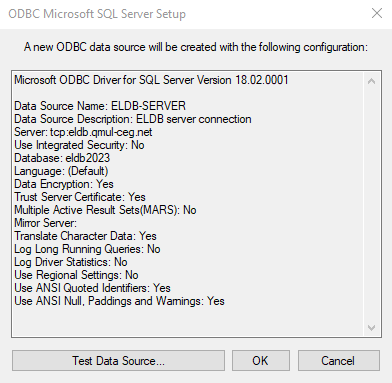 ODBC Microsoft SQL Server Setup
A new ODBC data source will be created with the following configuration:
Microsoft ODBC Driver for SQL Server Version 18.02.0001
Data Source Name: ELDB-SERVER
Data Source Description: ELDB server connection
Server: tcp:eldb.qmul-ceg.net
Use Integrated Security: No
Database: eldb2023
Language: (Default)
Data Encryption: Yes
Trust Server Certificate: Yes
Multiple Active Result Sets(MARS): No
Mirror Server:
Translate Character Data: Yes
Log Long Running Queries: No
Log Driver Statistics: No
Use Regional Settings: No
Use ANSI Quoted Identifiers: Yes
Use ANSI Null, Paddings and Warnings: Yes
Test Data Source... OK Cancel